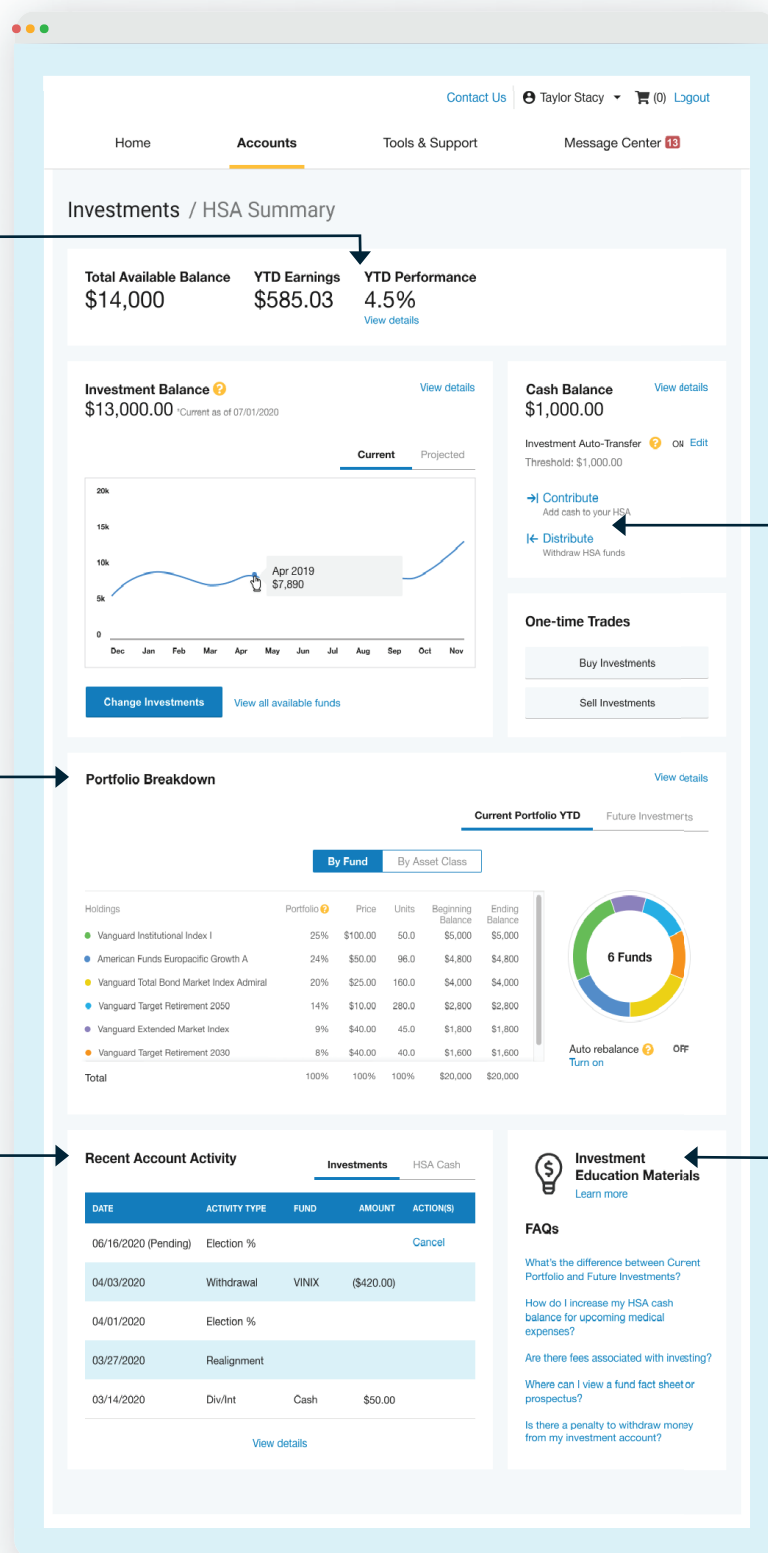 Contact Us Taylor Stacy (0) Logout
Home Accounts Tools & Support Message Center 13
Investments / HSA Summary
Total Available Balance YTD Earnings YTD Performance
$14,000 $585.03 4.5%
View details
Investment Balance ? View details
$13,000.00 *Current as of 07/01/2020
Current Projected
20k
15k
10k
Apr 2019
$7,890
5k
0
Dec Jan Feb Mar Apr May Jun Jul Aug Sep Oct Nov
Change Investments View all available funds
Cash Balance View details
$1,000.00
Investment Auto-Transfer ? ON Edit
Threshold: $1,000.00
Contribute
Add cash to your HSA
Distribute
Withdraw HSA funds
One-time Trades
Buy Investments
Sell Investments
Portfolio Breakdown View details
Current Portfolio YTD Future Investments
By Fund By Asset Class
Holdings Portfolio ? Price Units Beginning Balance Ending Balance
Vanguard Institutional Index I 25% $100.00 50.0 $5,000 $5,000
American Funds Europacific Growth A 24% $50.00 96.0 $4,800 $4,800
Vanguard Total Bond Market Index Admiral 20% $25.00 160.0 $4,000 $4,000
Vanguard Target Retirement 2050 14% $10.00 280.0 $2,800 $2,800
Vanguard Extended Market Index 9% $40.00 45.0 $1,800 $1,800
Vanguard Target Retirement 2030 8% $40.00 40.0 $1,600 $1,600
Total 100% 100% 100% $20,000 $20,000
6 Funds
Auto rebalance ? OFF
Turn on
Recent Account Activity
Investments HSA Cash
DATE ACTIVITY TYPE FUND AMOUNT ACTION(S)
06/16/2020 (Pending) Election % Cancel
04/03/2020 Withdrawal VINIX ($420.00)
04/01/2020 Election %
03/27/2020 Realignment
03/14/2020 Div/Int Cash $50.00
View details
Investment
Education Materials
Learn more
FAQs
What's the difference between Current
Portfolio and Future Investments?
How do I increase my HSA cash
balance for upcoming medical
expenses?
Are there fees associated with investing?
Where can I view a fund fact sheet or
prospectus?
Is there a penalty to withdraw money
from my investment account?